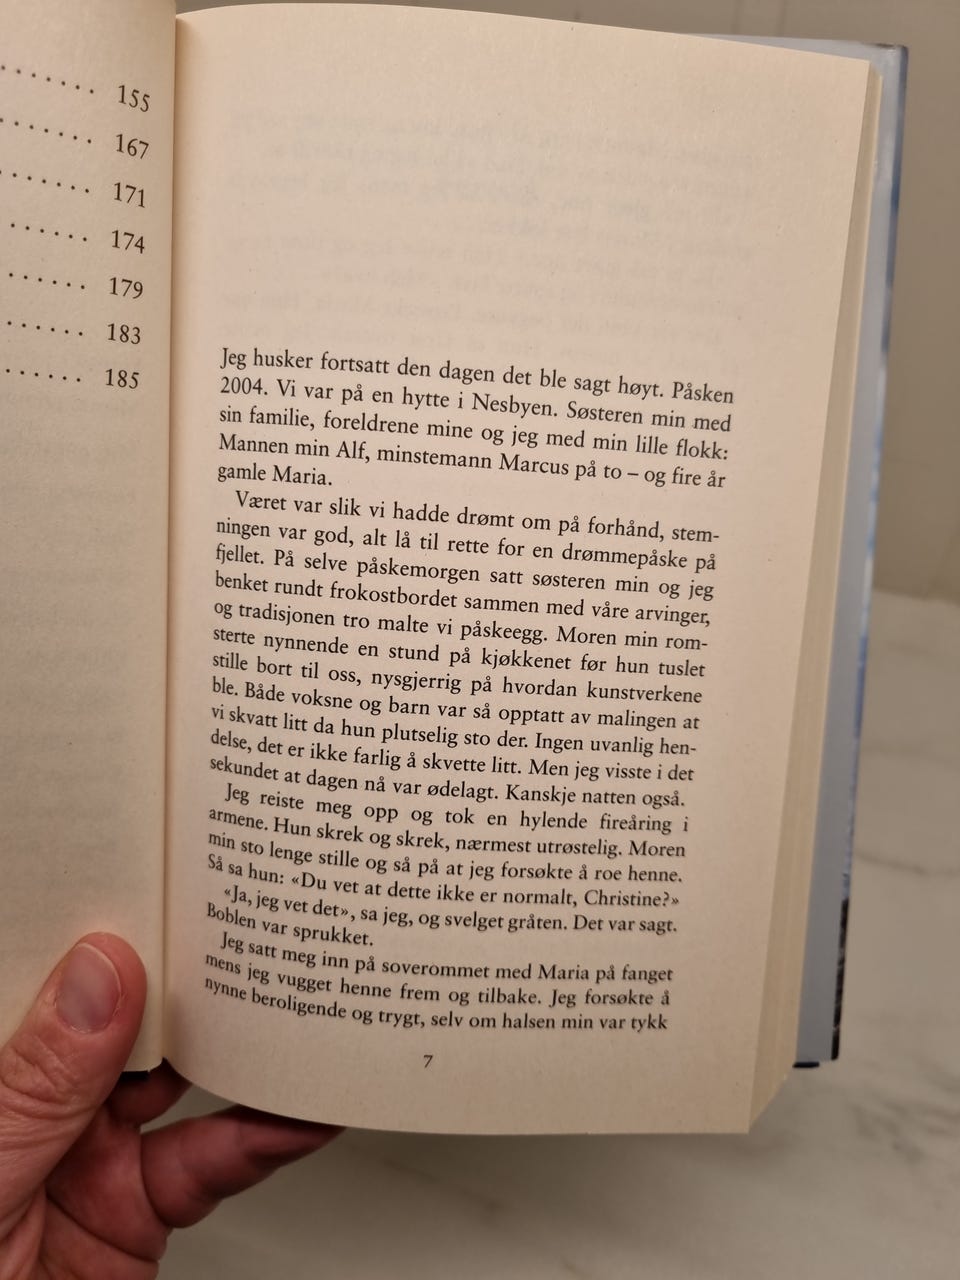 . . . . . . . 155
. . . . . . . 167
. . . . . . . 171
. . . . . . 174
. . . . . . 179
. . . . . . 183
. . . . . . 185
Jeg husker fortsatt den dagen det ble sagt høyt. Påsken
2004. Vi var på en hytte i Nesbyen. Søsteren min med
sin familie, foreldrene mine og jeg med min lille flokk:
Mannen min Alf, minstemann Marcus på to – og fire år
gamle Maria.
Været var slik vi hadde drømt om på forhånd, stem-
ningen var god, alt lå til rette for en drømmepåske på
fjellet. På selve påskemorgen satt søsteren min og jeg
benket rundt frokostbordet sammen med våre arvinger,
og tradisjonen tro malte vi påskeegg. Moren min rom-
sterte nynnende en stund på kjøkkenet før hun tuslet
stille bort til oss, nysgjerrig på hvordan kunstverkene
ble. Både voksne og barn var så opptatt av malingen at
vi skvatt litt da hun plutselig sto der. Ingen uvanlig hen-
delse, det er ikke farlig å skvette litt. Men jeg visste i det
sekundet at dagen nå var ødelagt. Kanskje natten også.
Jeg reiste meg opp og tok en hylende fireåring i
armene. Hun skrek og skrek, nærmest utrøstelig. Moren
min sto lenge stille og så på at jeg forsøkte å roe henne.
Så sa hun: «Du vet at dette ikke er normalt, Christine?»
«Ja, jeg vet det», sa jeg, og svelget gråten. Det var sagt.
Boblen var sprukket.
Jeg satt meg inn på soverommet med Maria på fanget
mens jeg vugget henne frem og tilbake. Jeg forsøkte å
nynne beroligende og trygt, selv om halsen min var tykk
7